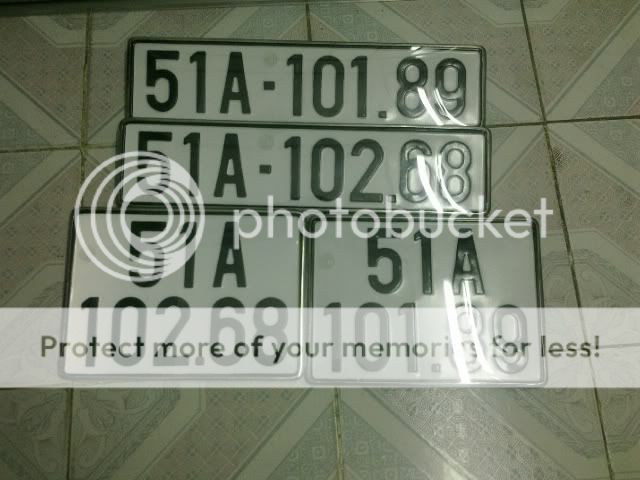 51A-101.89
51A-102.68
photobucket
51A
102.68
51A
101.89
Protect more of your memories for less!